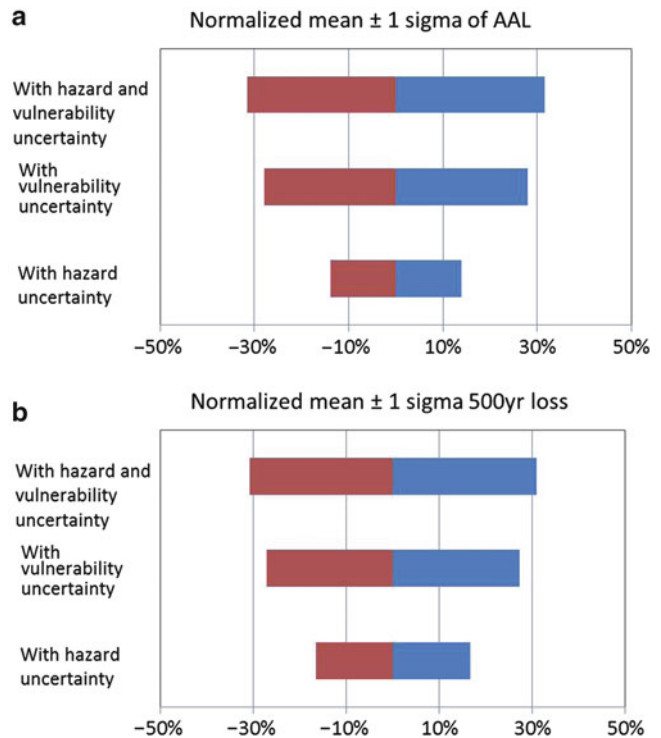 a
Normalized mean ± 1 sigma of AAL
With hazard and
vulnerability
uncertainty
With
vulnerability
uncertainty
With hazard
uncertainty
−50% −30% −10% 10% 30% 50%
b
Normalized mean ± 1 sigma 500yr loss
With hazard and
vulnerability
uncertainty
With
vulnerability
uncertainty
With hazard
uncertainty
−50% −30% −10% 10% 30% 50%